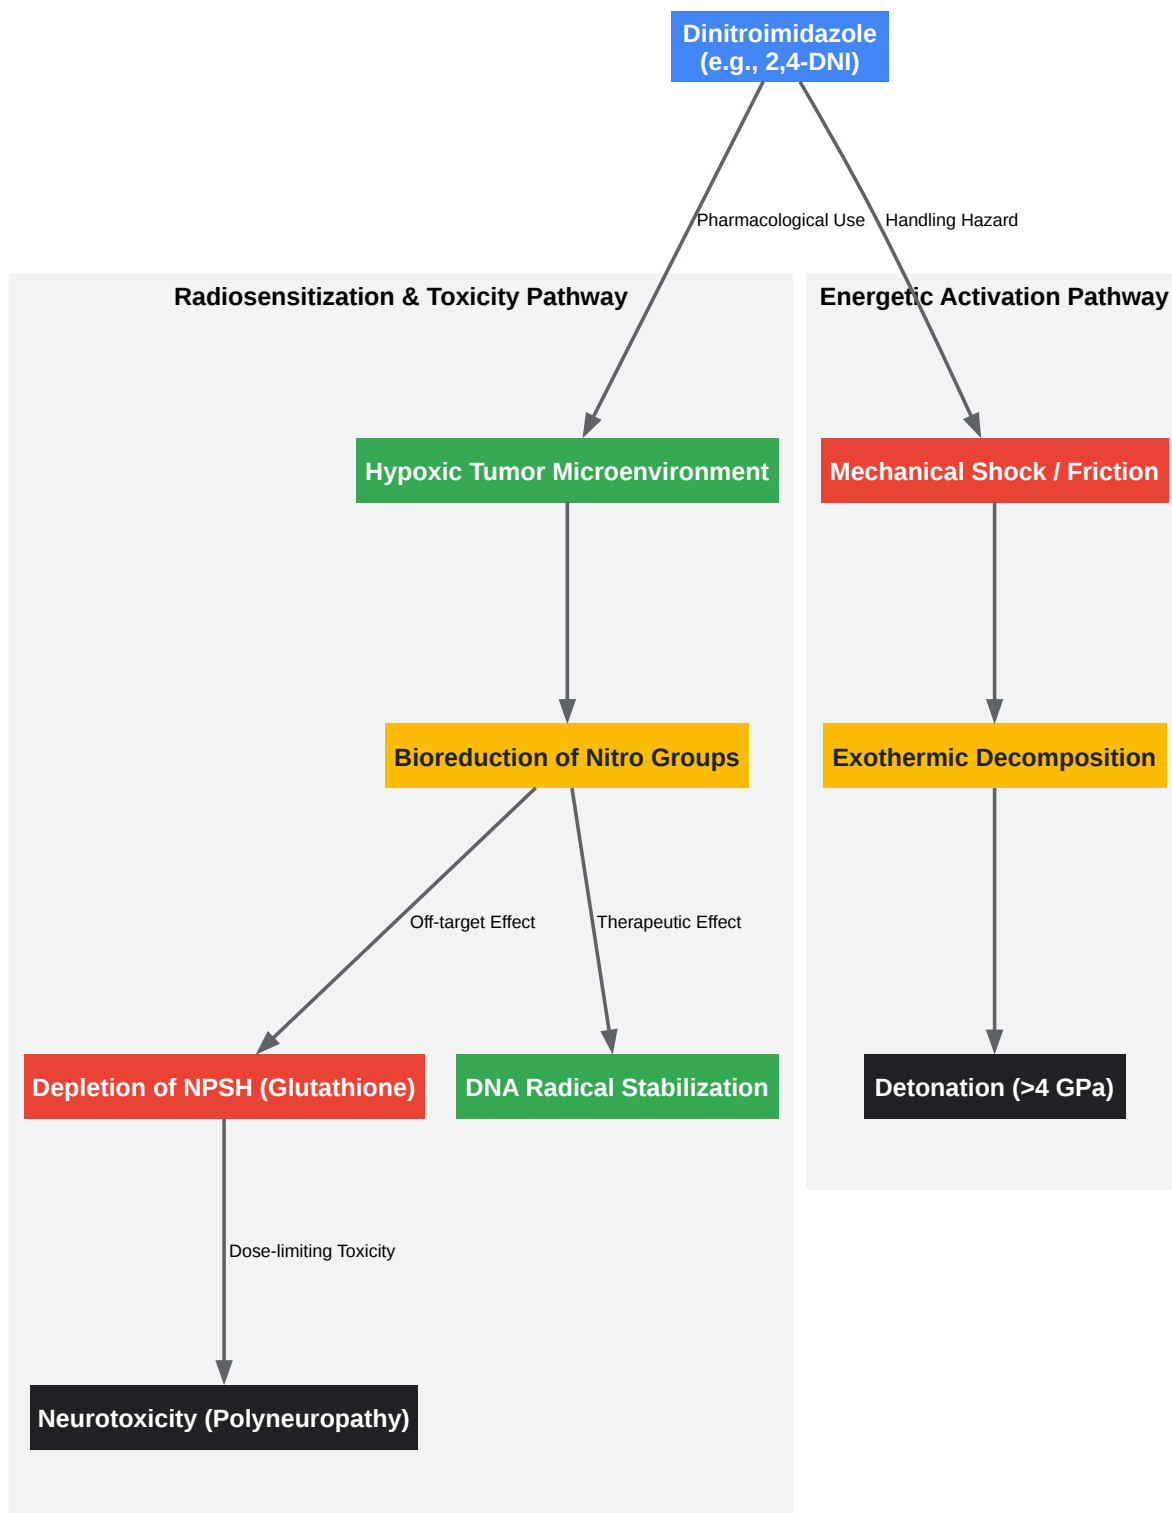 Dinitroimidazole
(e.g., 2,4-DNI)
Pharmacological Use
Handling Hazard
Radiosensitization & Toxicity Pathway
Energetic Activation Pathway
Hypoxic Tumor Microenvironment
Mechanical Shock / Friction
Bioreduction of Nitro Groups
Exothermic Decomposition
Off-target Effect
Therapeutic Effect
Depletion of NPSH (Glutathione)
DNA Radical Stabilization
Detonation (>4 GPa)
Dose-limiting Toxicity
Neurotoxicity (Polyneuropathy)